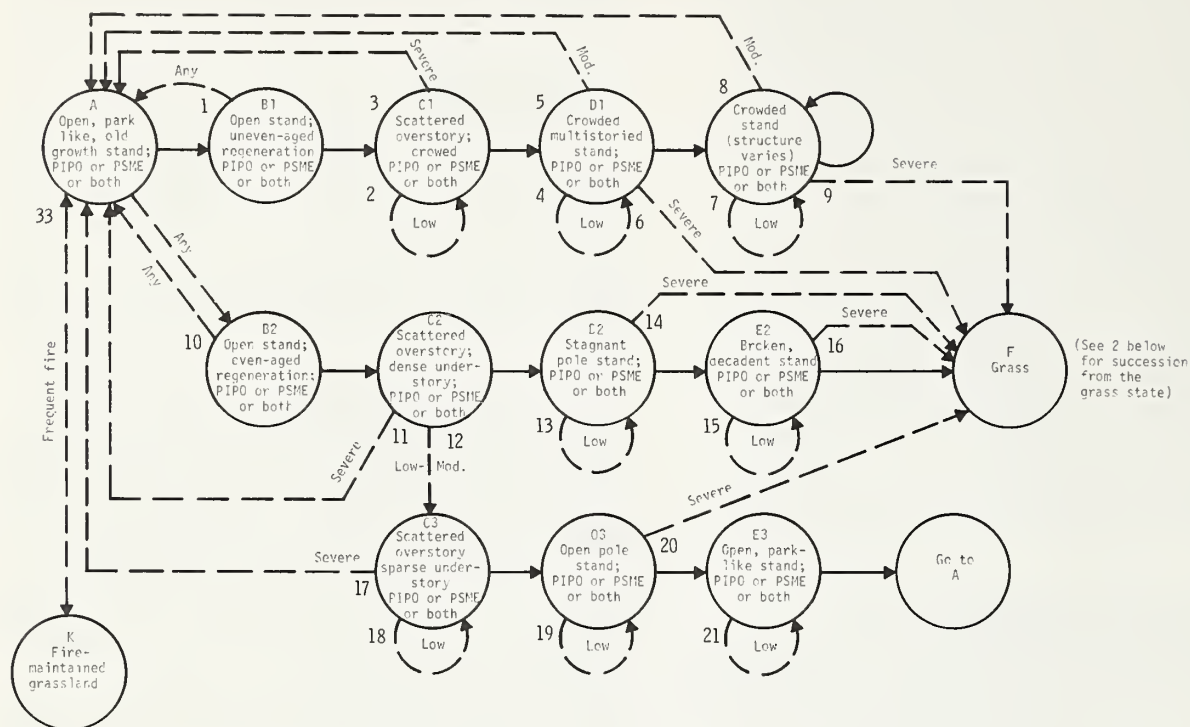 Mod.
Mod.
Severe
Any
A
Open, park
like, old
growth stand;
PIPO or PSME
or both
1
B1
Open stand;
uneven-aged
regeneration
PIPO or PSME
or both
3
C1
Scattered
overstory;
crowed
PIPO or PSME
or both
2
Low
5
D1
Crowded
multistoried
stand;
PIPO or PSME
or both
4
Low
6
Severe
8
Crowded
stand
(structure
varies)
PIPO or PSME
or both
7
Low
9
Severe
33
Any
Any
10
B2
Open stand;
even-aged
regeneration;
PIPO or PSME
or both
C2
Scattered
overstory;
dense under-
story;
PIPO or PSME
or both
11
12
Severe
Low- Mod.
D2
Stagnant
pole stand;
PIPO or PSME
or both
13
Low
14
Severe
E2
Broken,
decadent stand
PIPO or PSME
or both
15
Low
16
Severe
F
Grass
(See 2 below
for succession
from the
grass state)
Frequent fire
Severe
17
C3
Scattered
overstory
sparse under-
story
PIPO or PSME
or both
18
Low
D3
Open pole
stand;
PIPO or PSME
or both
19
Low
20
Severe
E3
Open, park-
like stand;
PIPO or PSME
or both
21
Low
Go to
A
K
Fire-
maintained
grassland